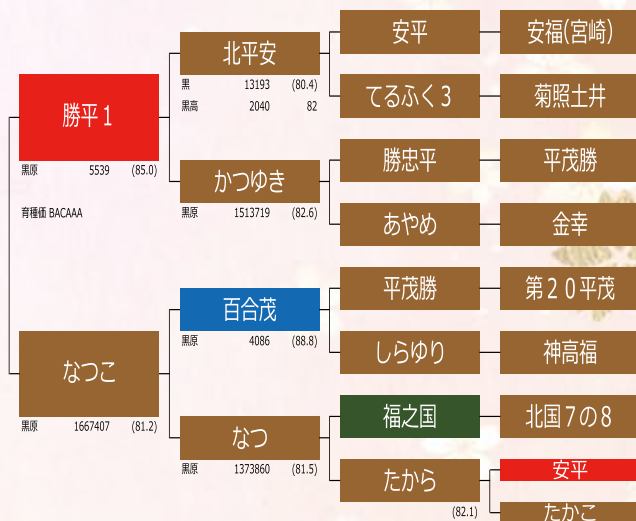 勝平１
黒原 5539 (85.0)
育種価 BACAAA
なつこ
黒原 1667407 (81.2)
北平安
黒 13193 (80.4)
黒高 2040 82
かつゆき
黒原 1513719 (82.6)
百合茂
黒原 4086 (88.8)
なつ
黒原 1373860 (81.5)
安平
てるふく３
勝忠平
あやめ
平茂勝
しらゆり
福之国
たから
(82.1)
安福(宮崎)
菊照土井
平茂勝
金幸
第２０平茂
神高福
北国７の８
安平
たかこ